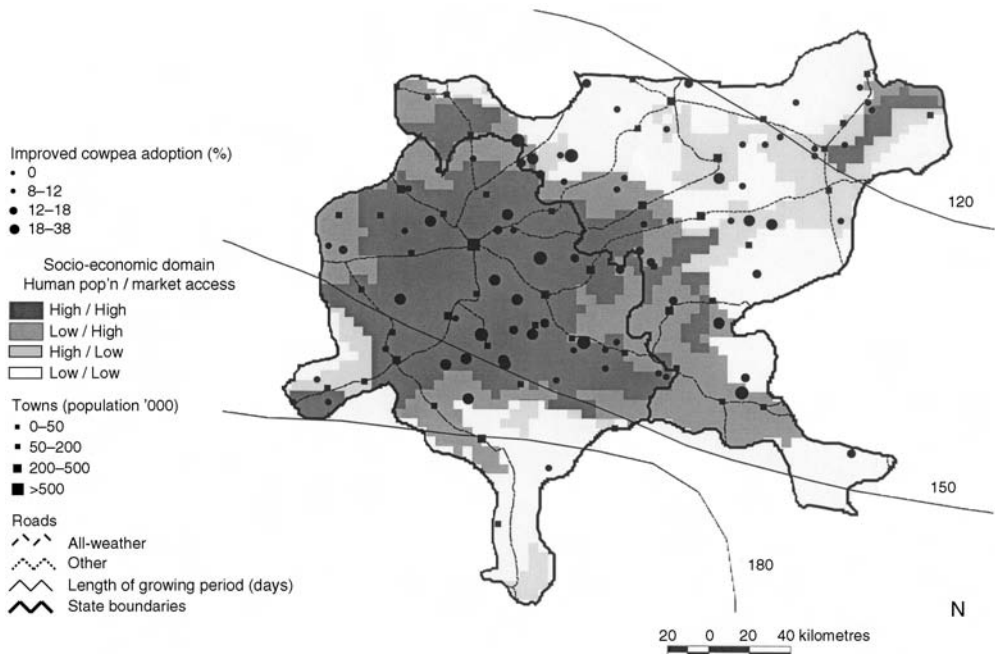 Improved cowpea adoption (%)
0
8–12
12–18
18–38
Socio-economic domain
Human pop'n / market access
High / High
Low / High
High / Low
Low / Low
Towns (population '000)
0–50
50–200
200–500
>500
Roads
All-weather
Other
Length of growing period (days)
State boundaries
120
150
180
N
20 0 20 40 kilometres